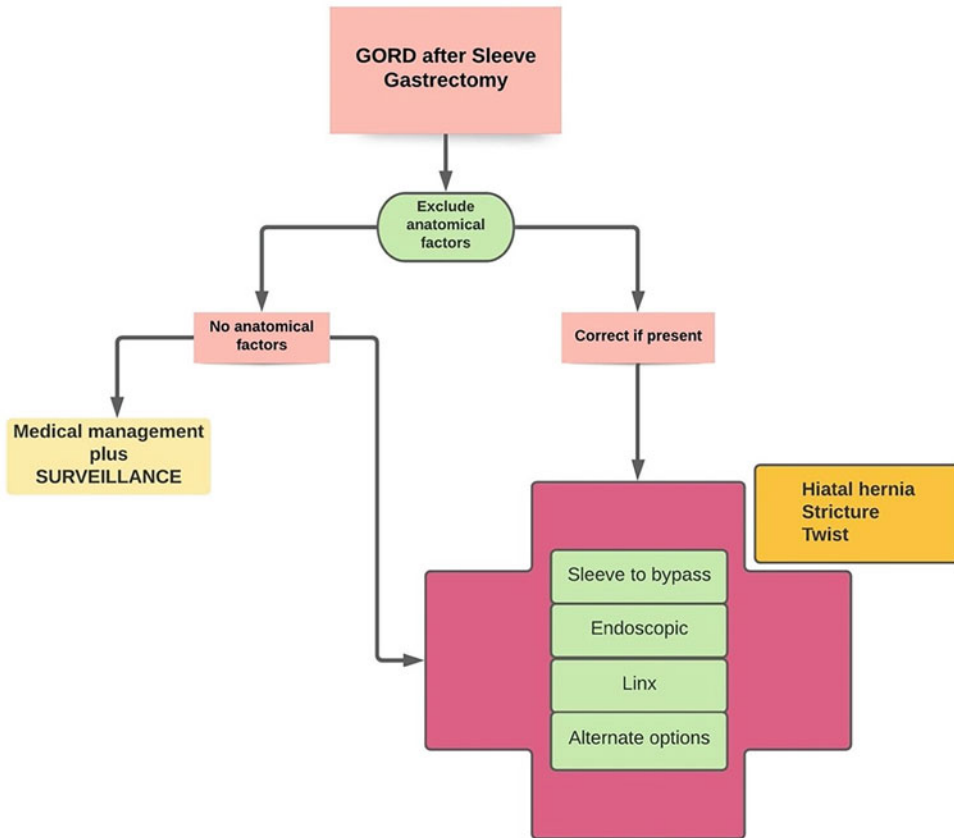 GORD after Sleeve
Gastrectomy
Exclude
anatomical
factors
No anatomical
factors
Correct if present
Medical management
plus
SURVEILLANCE
Hiatal hernia
Stricture
Twist
Sleeve to bypass
Endoscopic
Linx
Alternate options